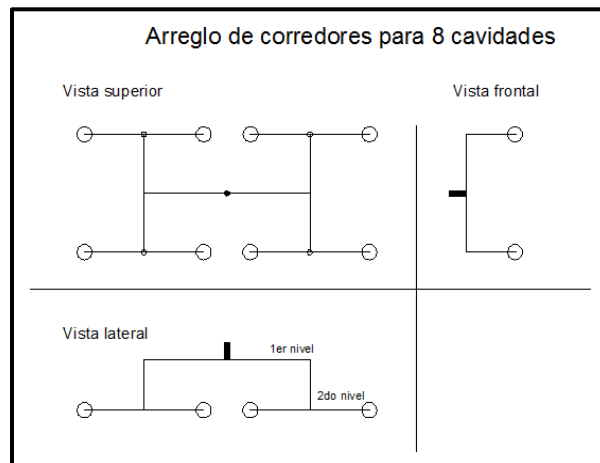 Arreglo de corredores para 8 cavidades
Vista superior
Vista frontal
Vista lateral
1er nivel
2do nivel